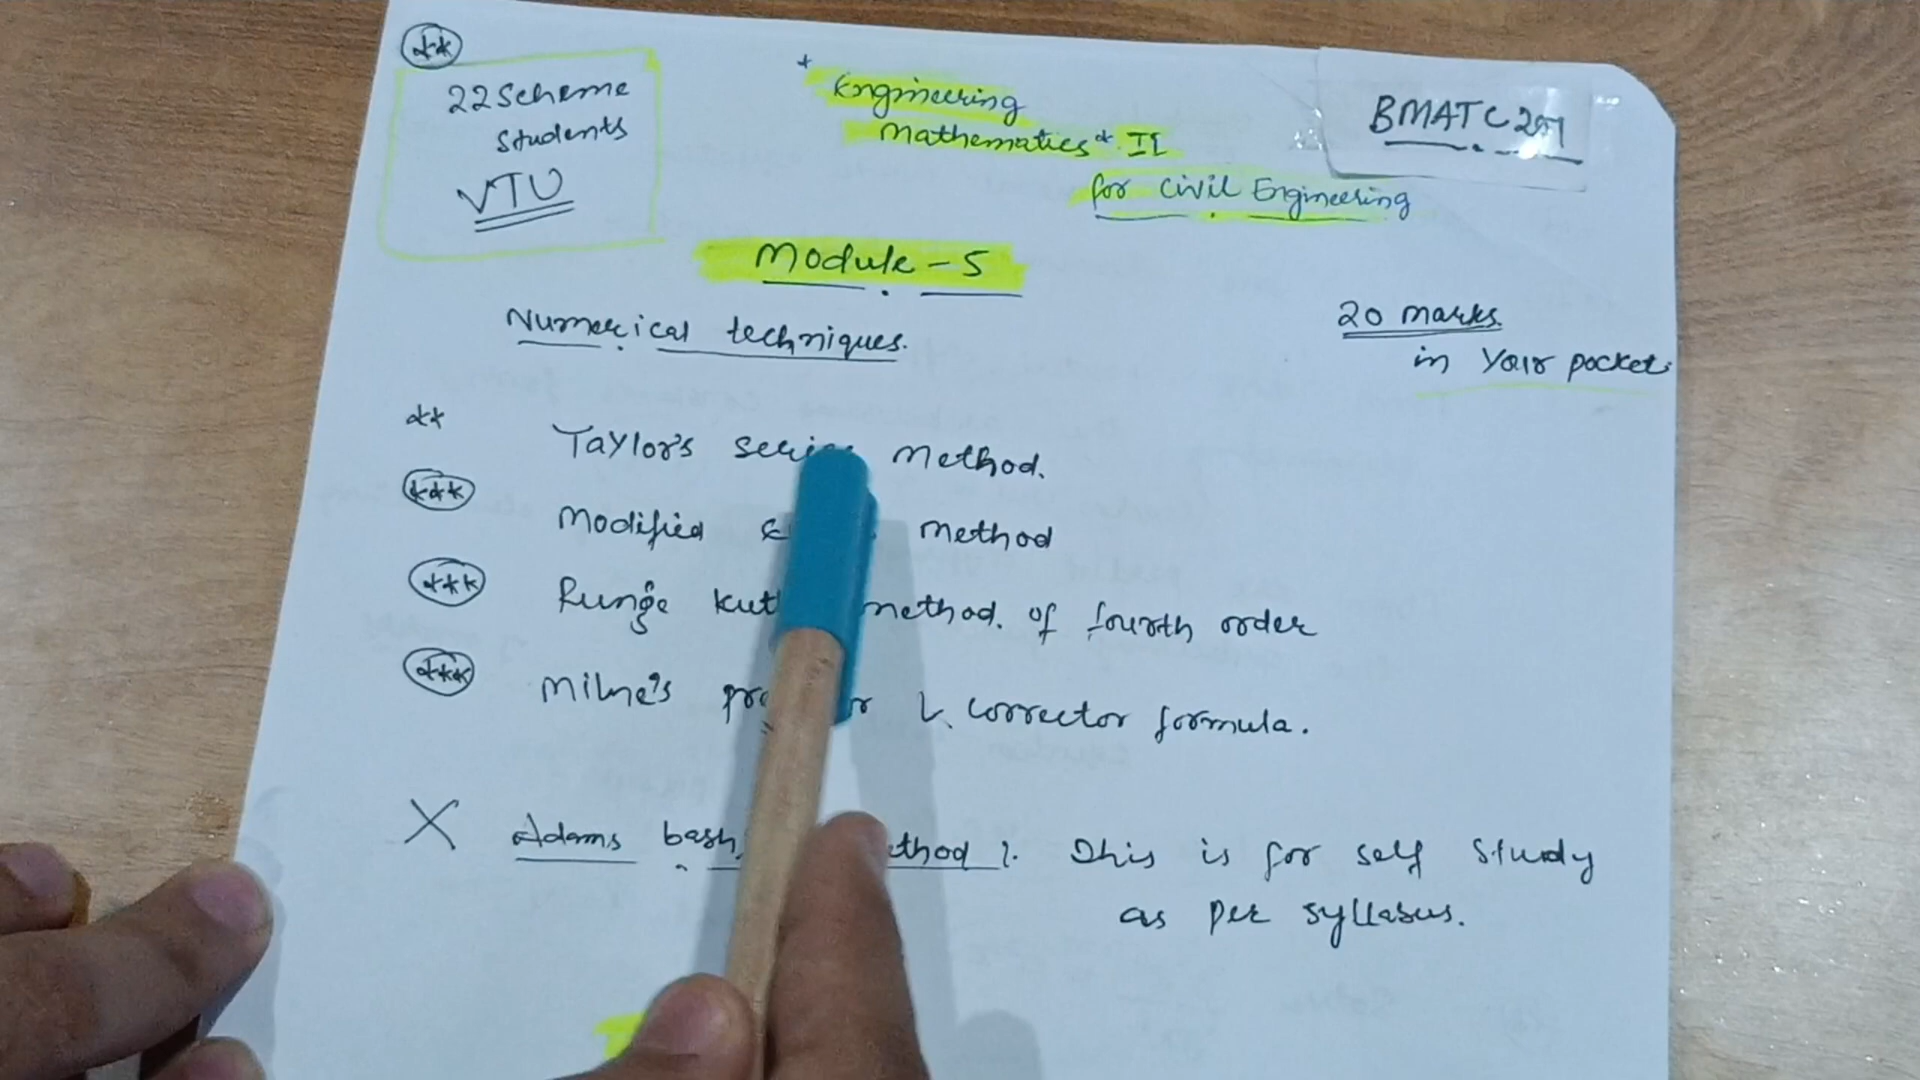 **
22 Scheme
Students
VTU
* Engineering
Mathematics * II
for Civil Engineering
BMATC201
Module - 5
Numerical techniques.
20 marks.
in Your pocket.
** Taylor's series method.
*** Modified method
*** Runge method. of fourth order
*** Milne's & corrector formula.
X Adams This is for self study
as per syllabus.